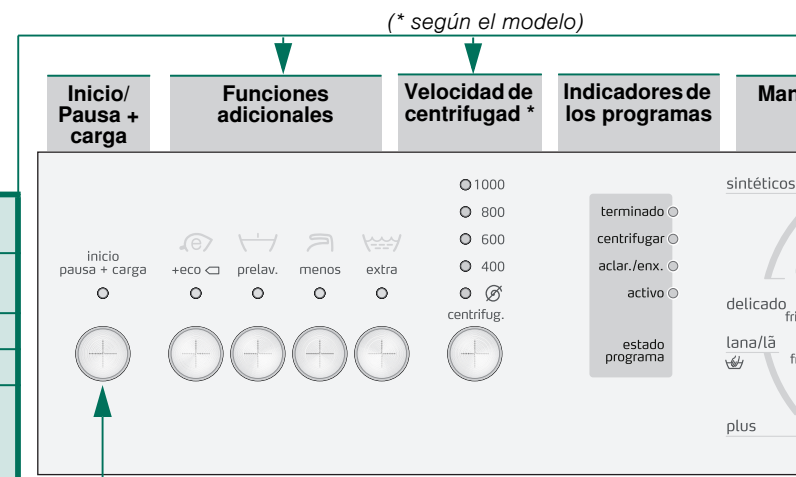 (* según el modelo)
Inicio/
Pausa +
carga
Funciones
adicionales
Velocidad de
centrifugad *
Indicadores de
los programas
Man
inicio
pausa + carga
+eco
prelav.
menos
extra
1000
800
600
400
centrifug.
terminado
centrifugar
aclar./enx.
activo
estado
programa
sintéticos
delicado
fri
lana/lã
f
plus